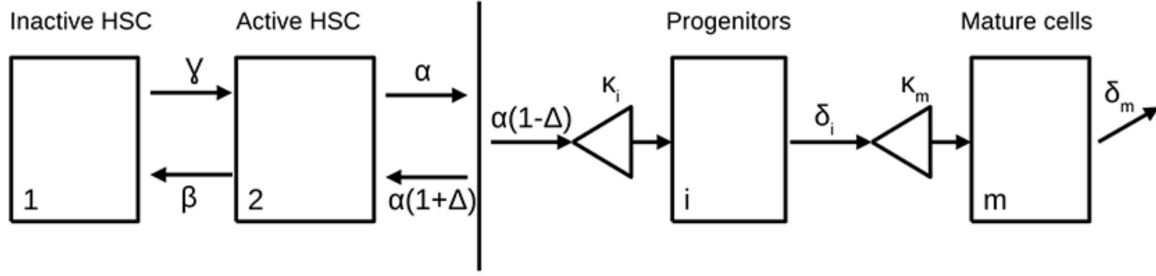 Inactive HSC
Active HSC
Progenitors
Mature cells
γ
α
κi
κm
δm
α(1-Δ)
δi
β
α(1+Δ)
1
2
i
m